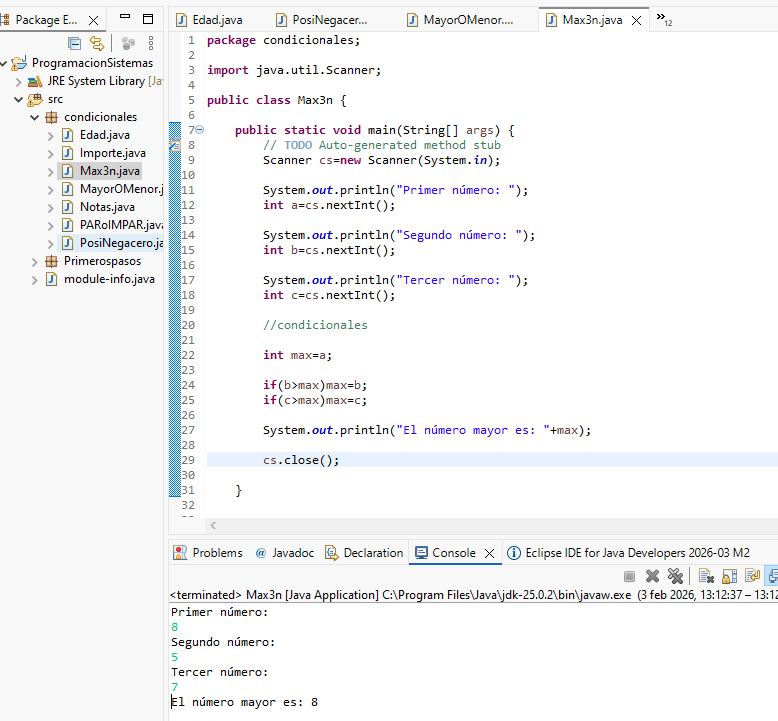 Package E...
Edad.java
PosiNegacer...
MayorOMenor....
Max3n.java
»12
ProgramacionSistemas
JRE System Library [Ja
src
condicionales
Edad.java
Importe.java
Max3n.java
MayorOMenor.j
Notas.java
PARoIMPAR.java
PosiNegacero.ja
Primerospasos
module-info.java
1 package condicionales;
2
3 import java.util.Scanner;
4
5 public class Max3n {
6
7 public static void main(String[] args) {
8 // TODO Auto-generated method stub
9 Scanner cs=new Scanner(System.in);
10
11 System.out.println("Primer número: ");
12 int a=cs.nextInt();
13
14 System.out.println("Segundo número: ");
15 int b=cs.nextInt();
16
17 System.out.println("Tercer número: ");
18 int c=cs.nextInt();
19
20 //condicionales
21
22 int max=a;
23
24 if(b>max)max=b;
25 if(c>max)max=c;
26
27 System.out.println("El número mayor es: "+max);
28
29 cs.close();
30
31 }
32
Problems
@ Javadoc
Declaration
Console
Eclipse IDE for Java Developers 2026-03 M2
<terminated> Max3n [Java Application] C:\Program Files\Java\jdk-25.0.2\bin\javaw.exe (3 feb 2026, 13:12:37 – 13:12
Primer número:
8
Segundo número:
5
Tercer número:
7
El número mayor es: 8